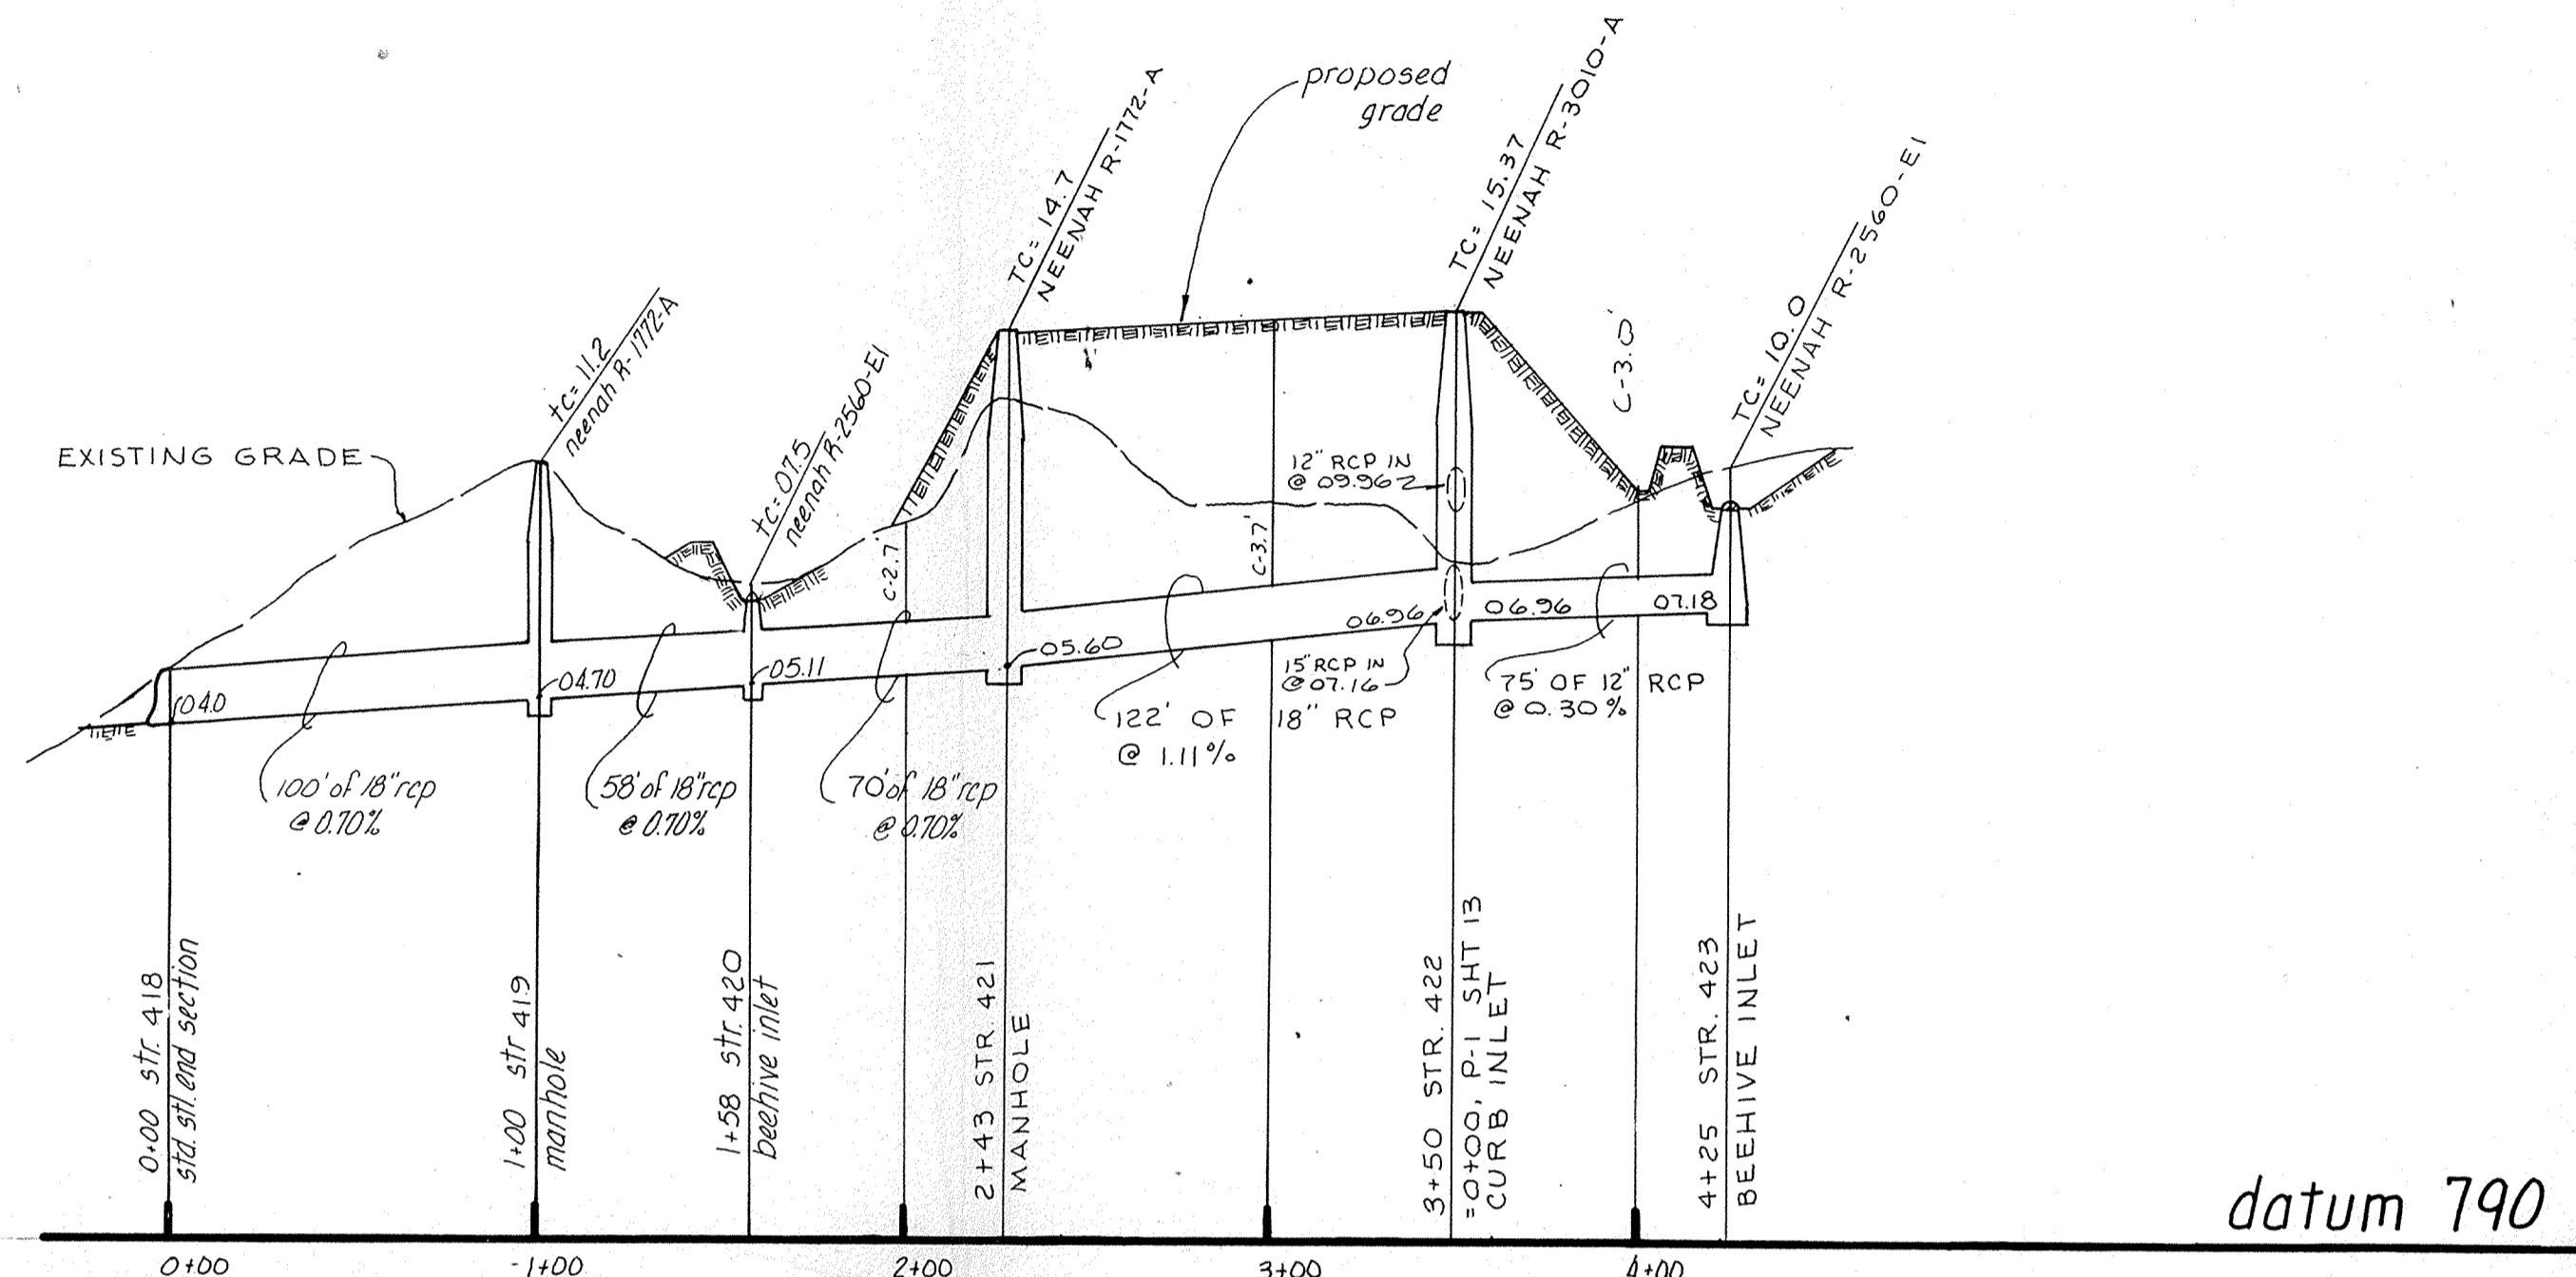 proposed
grade
TC= 14.7
NEENAH R-1772-A
TC= 15.37
NEENAH R-3010-A
TC= 10.0
NEENAH R-2560-E1
tc= 11.2
neenah R-1772-A
tc= 07.5
neenah R-2560-E1
C-3.0'
EXISTING GRADE
12" RCP IN
@ 09.96
C-2.7'
C-3.7'
04.0
04.70
05.11
05.60
06.96
06.96
07.18
15" RCP IN
@ 07.16
100' of 18" rcp
@ 0.70%
58' of 18" rcp
@ 0.70%
70' of 18" rcp
@ 0.70%
122' OF 18" RCP
@ 1.11%
75' OF 12" RCP
@ 0.30%
0+00 str. 418
std. stl. end section
1+00 str 419
manhole
1+58 str. 420
beehive inlet
2+43 STR. 421
MANHOLE
3+50 STR. 422
=0+00, P-1 SHT 13
CURB INLET
4+25 STR. 423
BEEHIVE INLET
datum 790
0+00
1+00
2+00
3+00
4+00